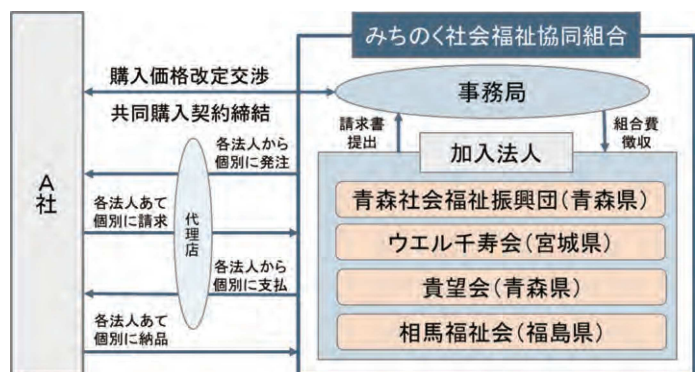 みちのく社会福祉協同組合
購入価格改定交渉
共同購入契約締結
事務局
請求書
提出
組合費
徴収
加入法人
A社
各法人から
個別に発注
各法人あて
個別に請求
代理店
各法人から
個別に支払
各法人あて
個別に納品
青森社会福祉振興団(青森県)
ウエル千寿会(宮城県)
貴望会(青森県)
相馬福祉会(福島県)